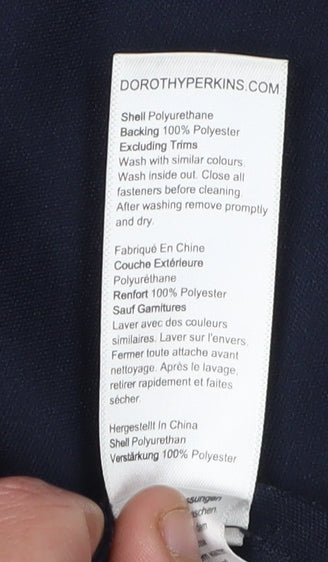 DOROTHYPERKINS.COM
Shell Polyurethane
Backing 100% Polyester
Excluding Trims
Wash with similar colours.
Wash inside out. Close all
fasteners before cleaning.
After washing remove promptly
and dry.
Fabriqué En Chine
Couche Extérieure
Polyuréthane
Renfort 100% Polyester
Sauf Garnitures
Laver avec des couleurs
similaires. Laver sur l'envers.
Fermer toute attache avant
nettoyage. Après le lavage,
retirer rapidement et faites
sécher.
Hergestellt In China
Shell Polyurethan
Verstärkung 100% Polyester